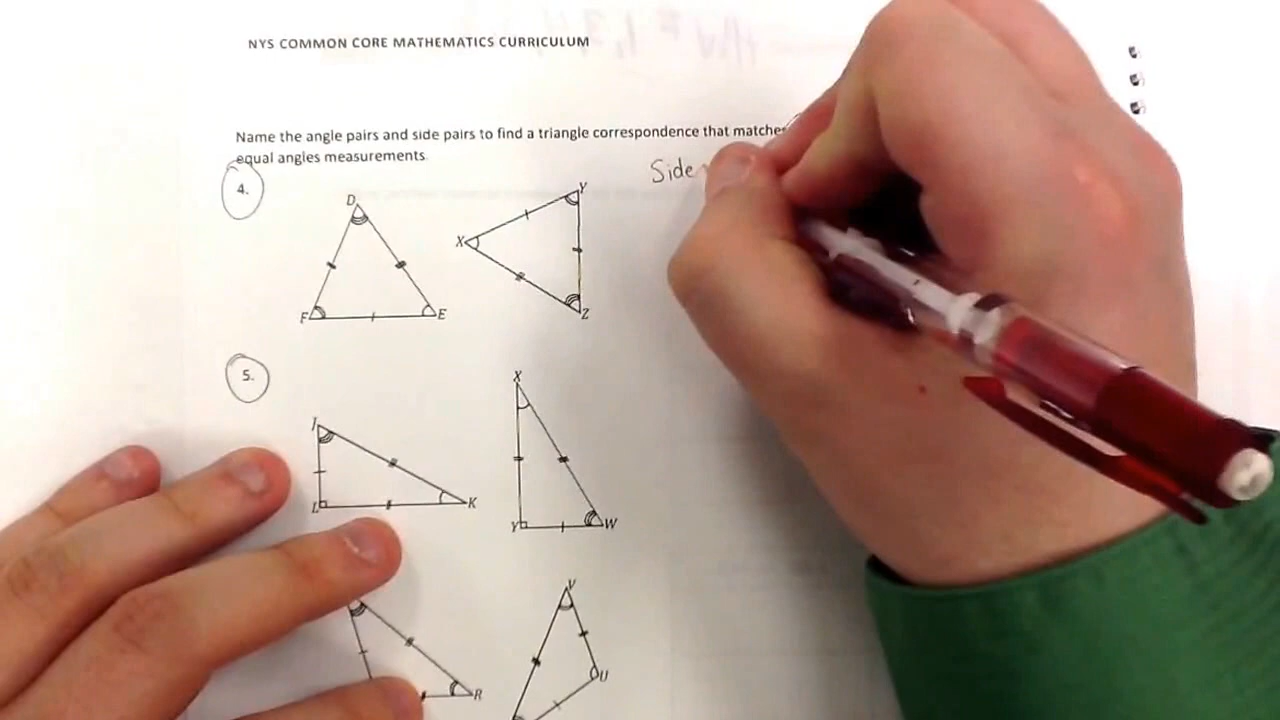 NYS COMMON CORE MATHEMATICS CURRICULUM
Name the angle pairs and side pairs to find a triangle correspondence that matches
equal angles measurements.
Side
4.
D
Y
X
F
E
Z
5.
X
L
K
Y
W
V
R
U